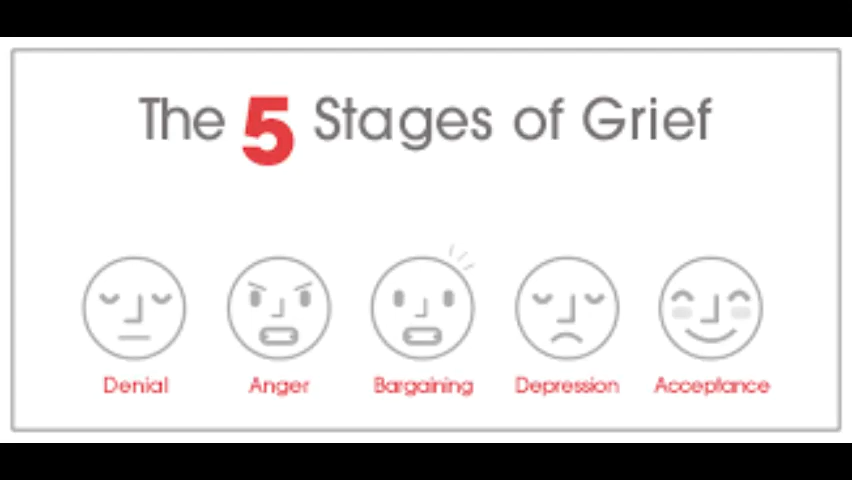 The 5 Stages of Grief
Denial Anger Bargaining Depression Acceptance